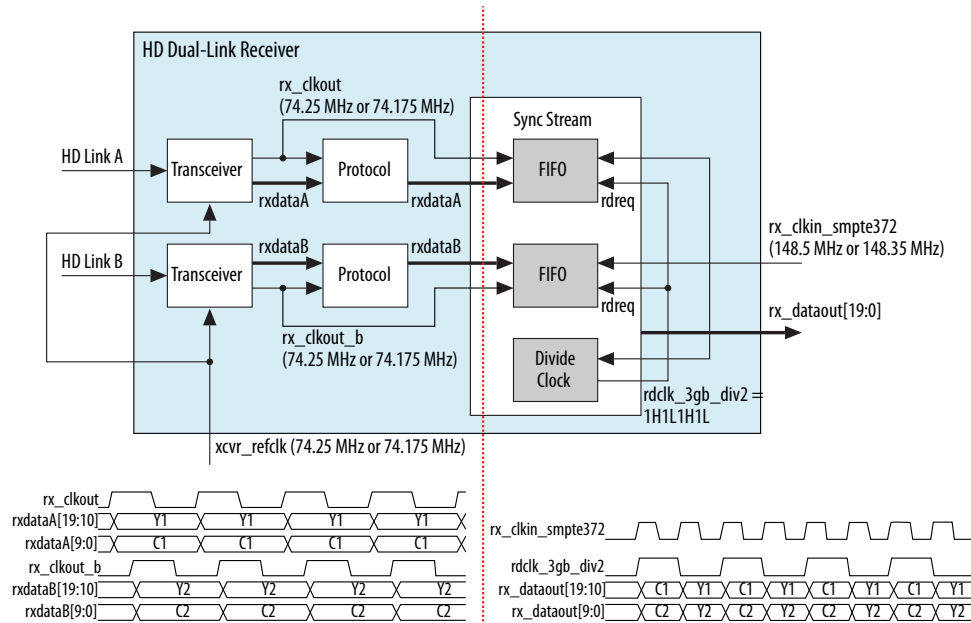 HD Dual-Link Receiver
rx_clkout
(74.25 MHz or 74.175 MHz)
Sync Stream
HD Link A
Transceiver
Protocol
FIFO
rxdataA
rxdataA
rdreq
rx_clkin_smpte372
(148.5 MHz or 148.35 MHz)
HD Link B
rxdataB
rxdataB
Transceiver
Protocol
FIFO
rdreq
rx_dataout[19:0]
rx_clkout_b
(74.25 MHz or 74.175 MHz)
Divide
Clock
rdclk_3gb_div2 =
1H1L1H1L
xcvr_refclk (74.25 MHz or 74.175 MHz)
rx_clkout
rxdataA[19:10] Y1 Y1 Y1 Y1
rxdataA[9:0] C1 C1 C1 C1
rx_clkout_b
rxdataB[19:10] Y2 Y2 Y2 Y2
rxdataB[9:0] C2 C2 C2 C2
rx_clkin_smpte372
rdclk_3gb_div2
rx_dataout[19:10] C1 Y1 C1 Y1 C1 Y1 C1 Y1
rx_dataout[9:0] C2 Y2 C2 Y2 C2 Y2 C2 Y2